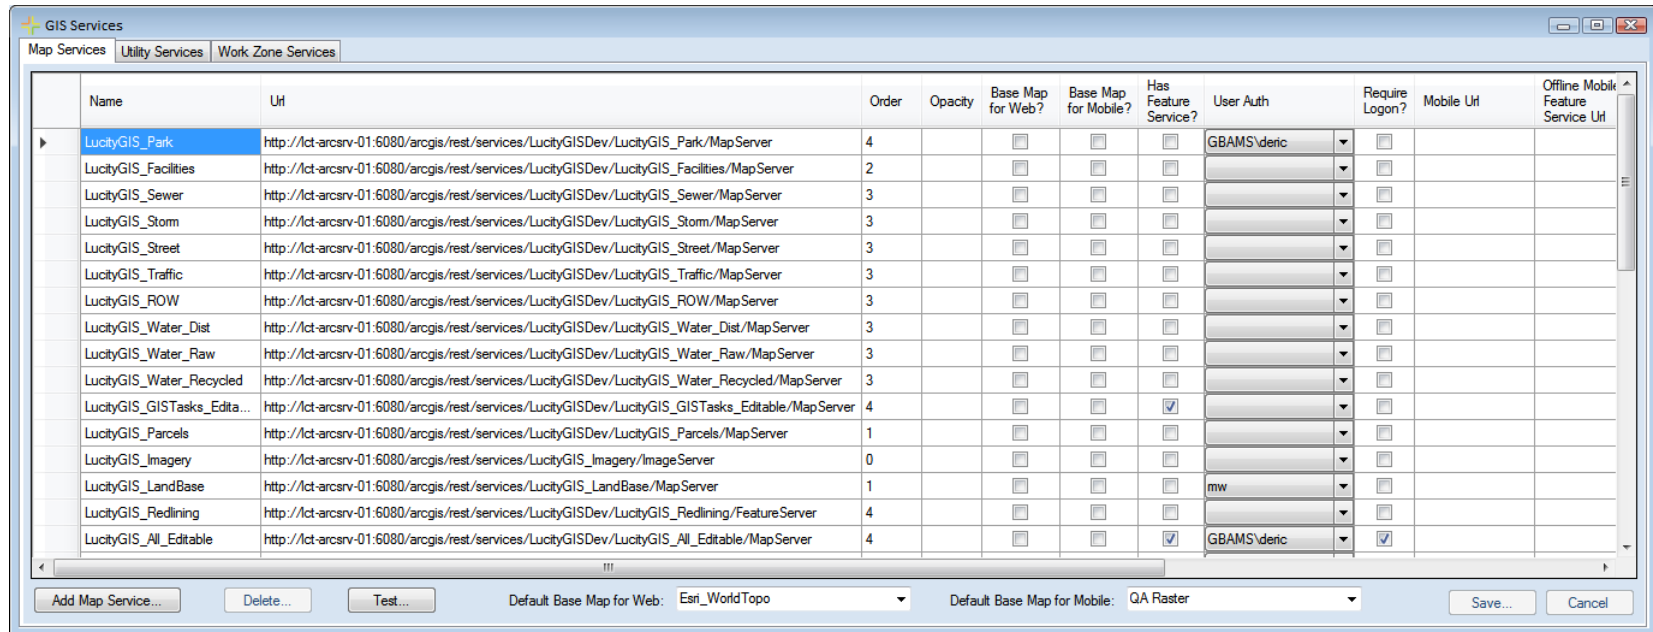 GIS Services
Map Services Utility Services Work Zone Services
Name Url Order Opacity Base Map for Web? Base Map for Mobile? Has Feature Service? User Auth Require Logon? Mobile Url Offline Mobile Feature Service Url
LucityGIS_Park http://lct-arcsrv-01:6080/arcgis/rest/services/LucityGISDev/LucityGIS_Park/MapServer 4 GBAMS\deric
LucityGIS_Facilities http://lct-arcsrv-01:6080/arcgis/rest/services/LucityGISDev/LucityGIS_Facilities/MapServer 2
LucityGIS_Sewer http://lct-arcsrv-01:6080/arcgis/rest/services/LucityGISDev/LucityGIS_Sewer/MapServer 3
LucityGIS_Storm http://lct-arcsrv-01:6080/arcgis/rest/services/LucityGISDev/LucityGIS_Storm/MapServer 3
LucityGIS_Street http://lct-arcsrv-01:6080/arcgis/rest/services/LucityGISDev/LucityGIS_Street/MapServer 3
LucityGIS_Traffic http://lct-arcsrv-01:6080/arcgis/rest/services/LucityGISDev/LucityGIS_Traffic/MapServer 3
LucityGIS_ROW http://lct-arcsrv-01:6080/arcgis/rest/services/LucityGISDev/LucityGIS_ROW/MapServer 3
LucityGIS_Water_Dist http://lct-arcsrv-01:6080/arcgis/rest/services/LucityGISDev/LucityGIS_Water_Dist/MapServer 3
LucityGIS_Water_Raw http://lct-arcsrv-01:6080/arcgis/rest/services/LucityGISDev/LucityGIS_Water_Raw/MapServer 3
LucityGIS_Water_Recycled http://lct-arcsrv-01:6080/arcgis/rest/services/LucityGISDev/LucityGIS_Water_Recycled/MapServer 3
LucityGIS_GISTasks_Edita... http://lct-arcsrv-01:6080/arcgis/rest/services/LucityGISDev/LucityGIS_GISTasks_Editable/MapServer 4
LucityGIS_Parcels http://lct-arcsrv-01:6080/arcgis/rest/services/LucityGISDev/LucityGIS_Parcels/MapServer 1
LucityGIS_Imagery http://lct-arcsrv-01:6080/arcgis/rest/services/LucityGIS_Imagery/ImageServer 0
LucityGIS_LandBase http://lct-arcsrv-01:6080/arcgis/rest/services/LucityGIS_LandBase/MapServer 1 mw
LucityGIS_Redlining http://lct-arcsrv-01:6080/arcgis/rest/services/LucityGISDev/LucityGIS_Redlining/FeatureServer 4
LucityGIS_All_Editable http://lct-arcsrv-01:6080/arcgis/rest/services/LucityGISDev/LucityGIS_All_Editable/MapServer 4 GBAMS\deric
Add Map Service... Delete... Test... Default Base Map for Web: Esri_WorldTopo Default Base Map for Mobile: QA Raster Save... Cancel